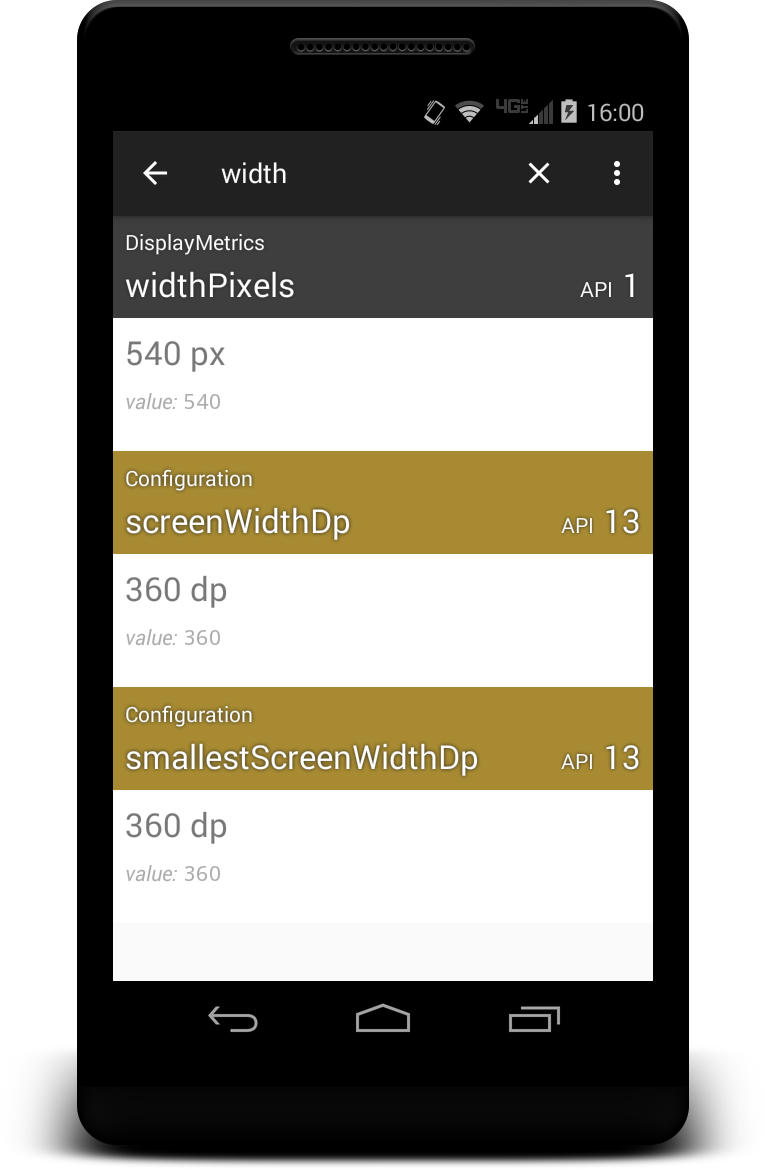 4G LTE 16:00
width
DisplayMetrics
widthPixels API 1
540 px
value: 540
Configuration
screenWidthDp API 13
360 dp
value: 360
Configuration
smallestScreenWidthDp API 13
360 dp
value: 360